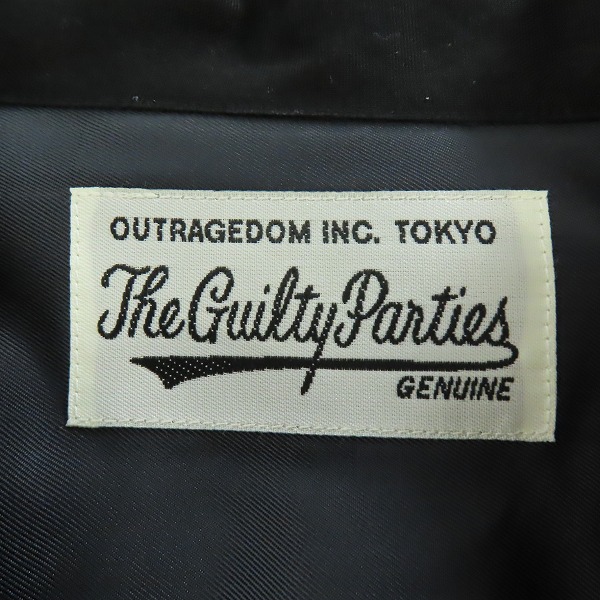 OUTRAGEDOM INC. TOKYO
The Guilty Parties
GENUINE